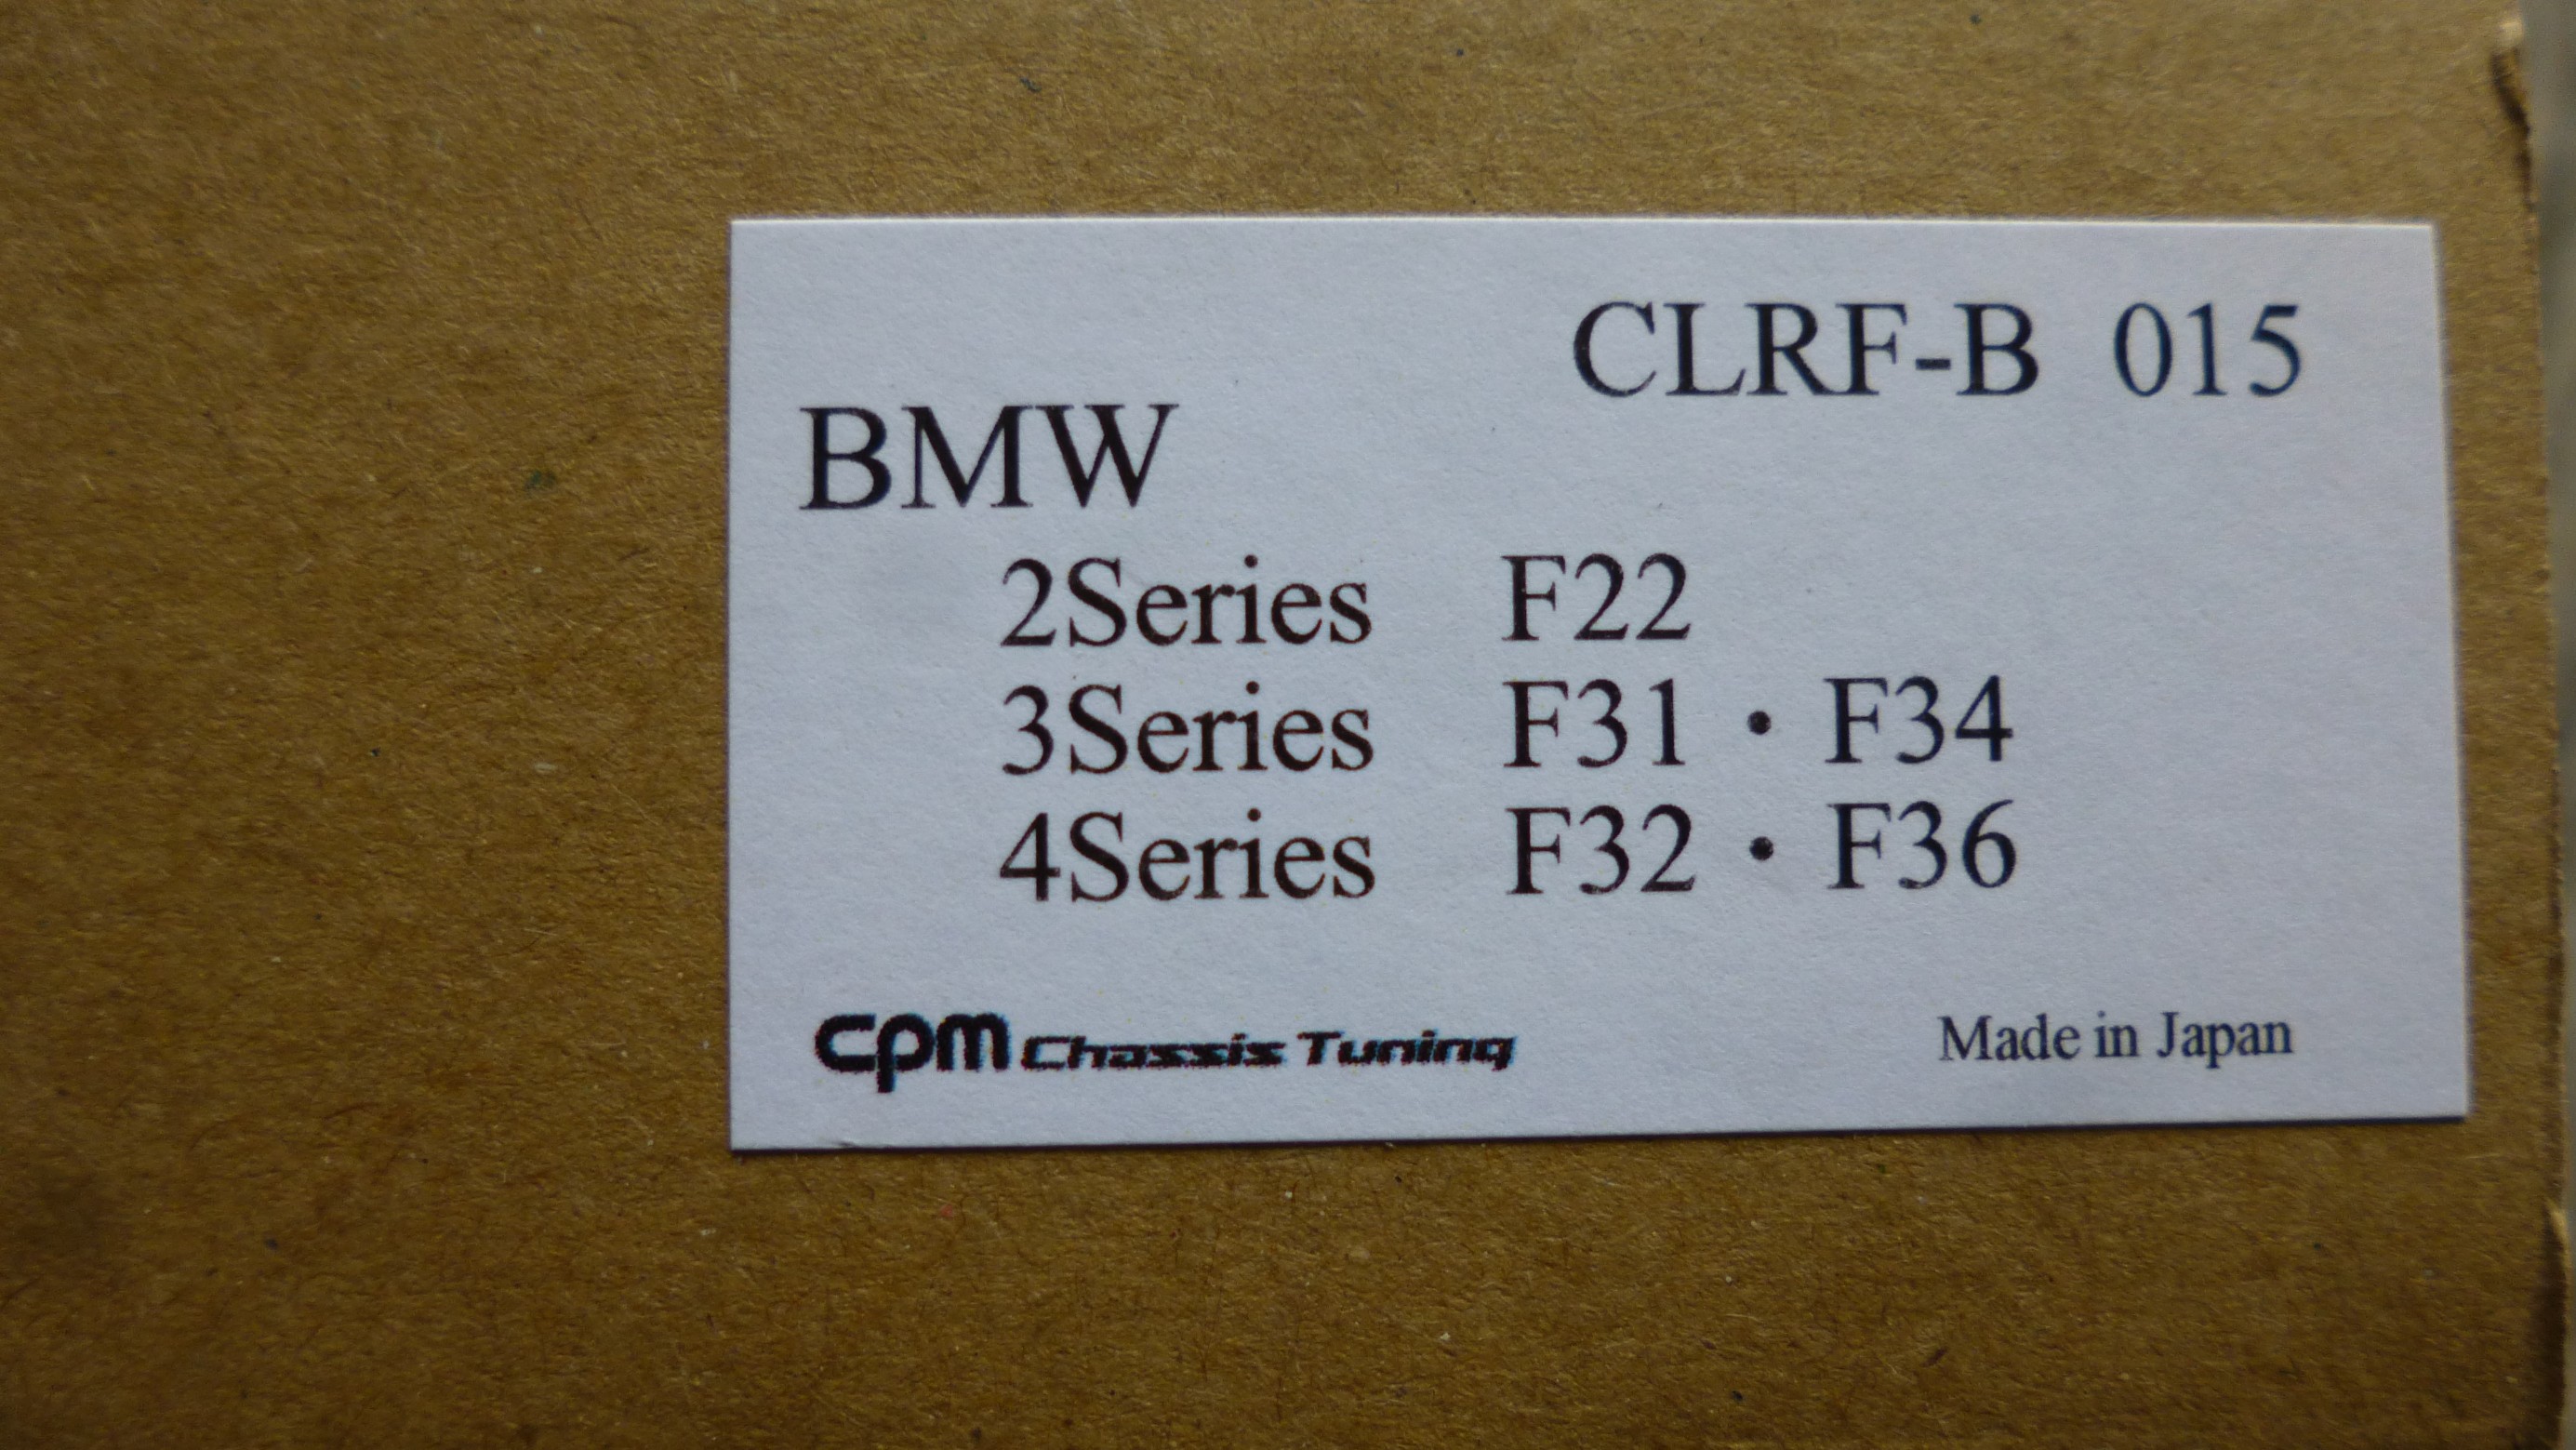 CLRF-B 015
BMW
2Series F22
3Series F31・F34
4Series F32・F36
cpm Chassis Tuning
Made in Japan